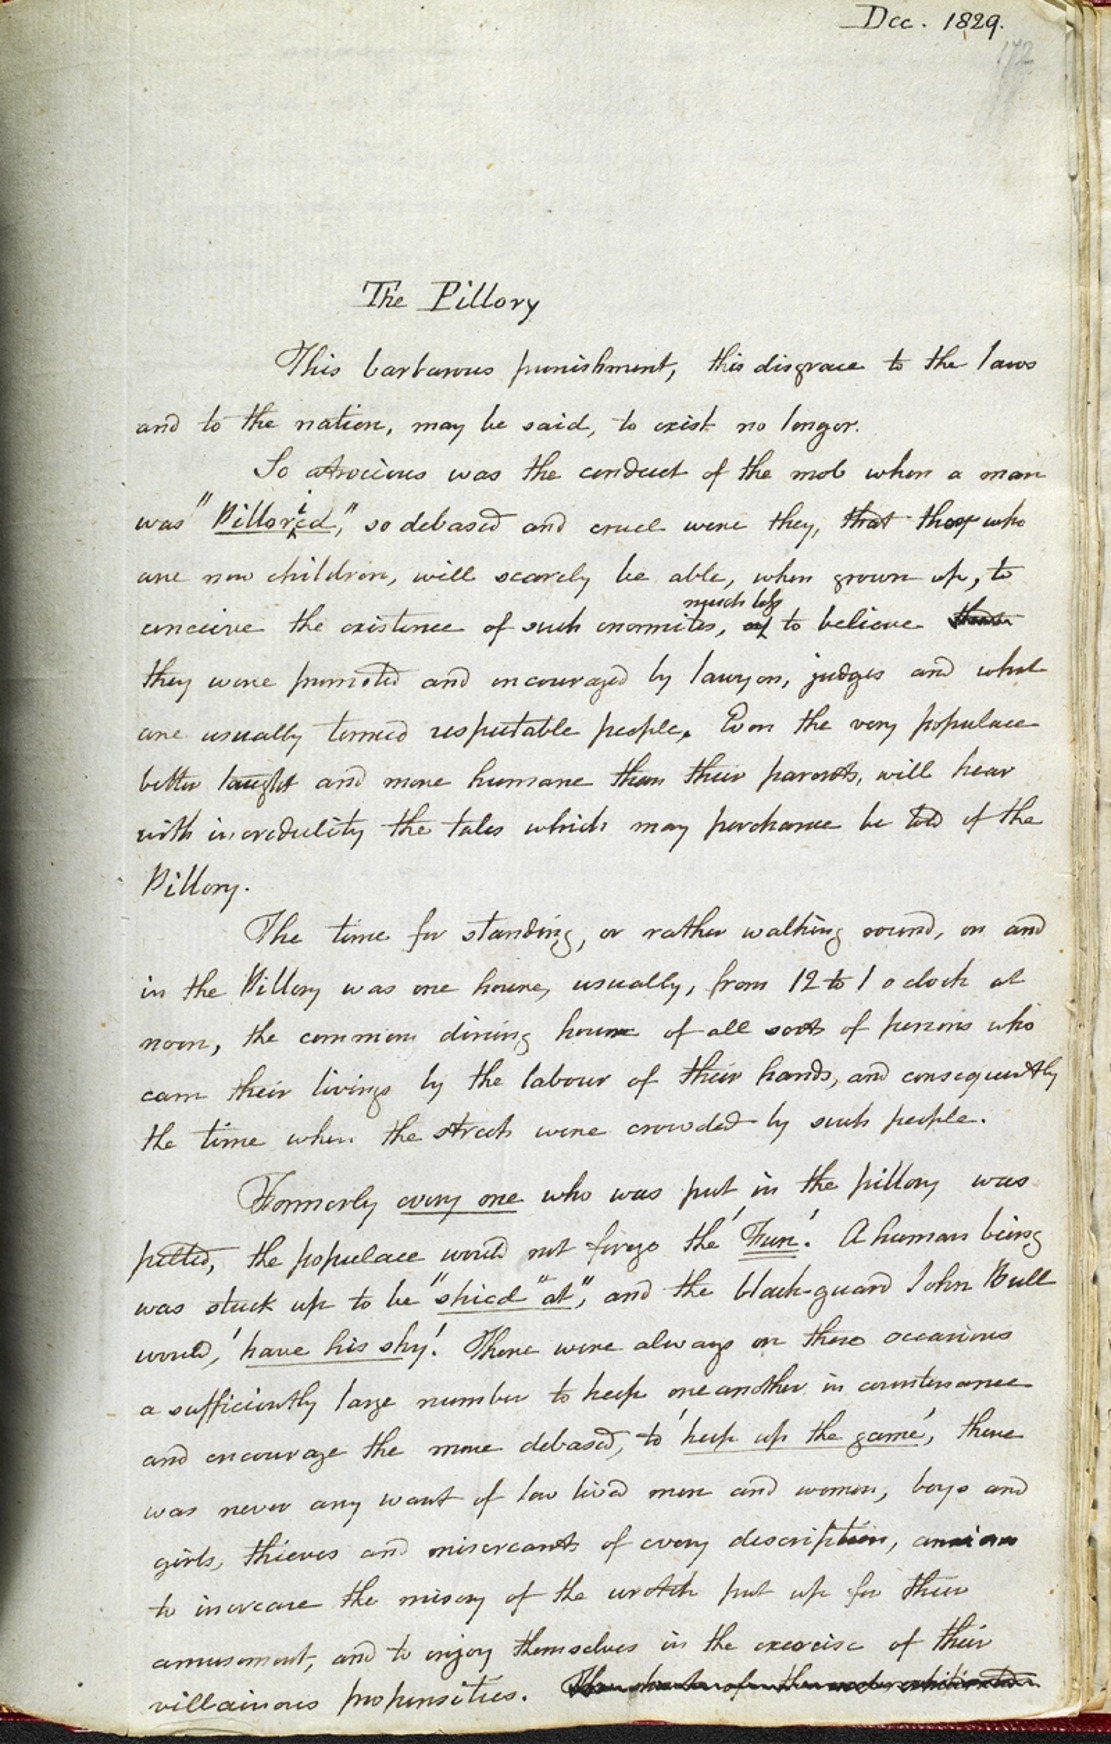 Dec. 1829.
172
The Pillory
This barbarous punishment, this disgrace to the laws
and to the nation, may be said, to exist no longer.
So atrocious was the conduct of the mob when a man
was "Pilloried," so debased and cruel were they, that they who
are now children, will scarcely be able, when grown up, to
much less
conceive the existence of such enormites, to believe
they were promoted and encouraged by lawyers, judges and what
are usually termed respectable people. Even the very populace
better taught and more humane than their parents, will hear
with incredulity the tales which may perchance be told of the
Pillory.
The time for standing, or rather walking round, on and
in the Pillory was one houre, usually, from 12 to 1 o clock at
noon, the common dining houre of all sorts of persons who
earn their livings by the labour of their hands, and consequently
the time when the streets were crowded by such people.
Formerly every one who was put in the pillory was
pelted, the populace would not forego the 'Fun'. A human being
was stuck up to be "shied" at", and the black-guard John Bull
would, 'have his shy'. There were always on these occasions
a sufficiently large number to keep one another in countenance
and encourage the more debased, to 'keep up the game', there
was never any want of low lived men and women, boys and
girls, thieves and miscreants of every description, anxious
to increase the misery of the wretch put up for their
amusement, and to enjoy themselves in the exercise of their
villainous propensities.